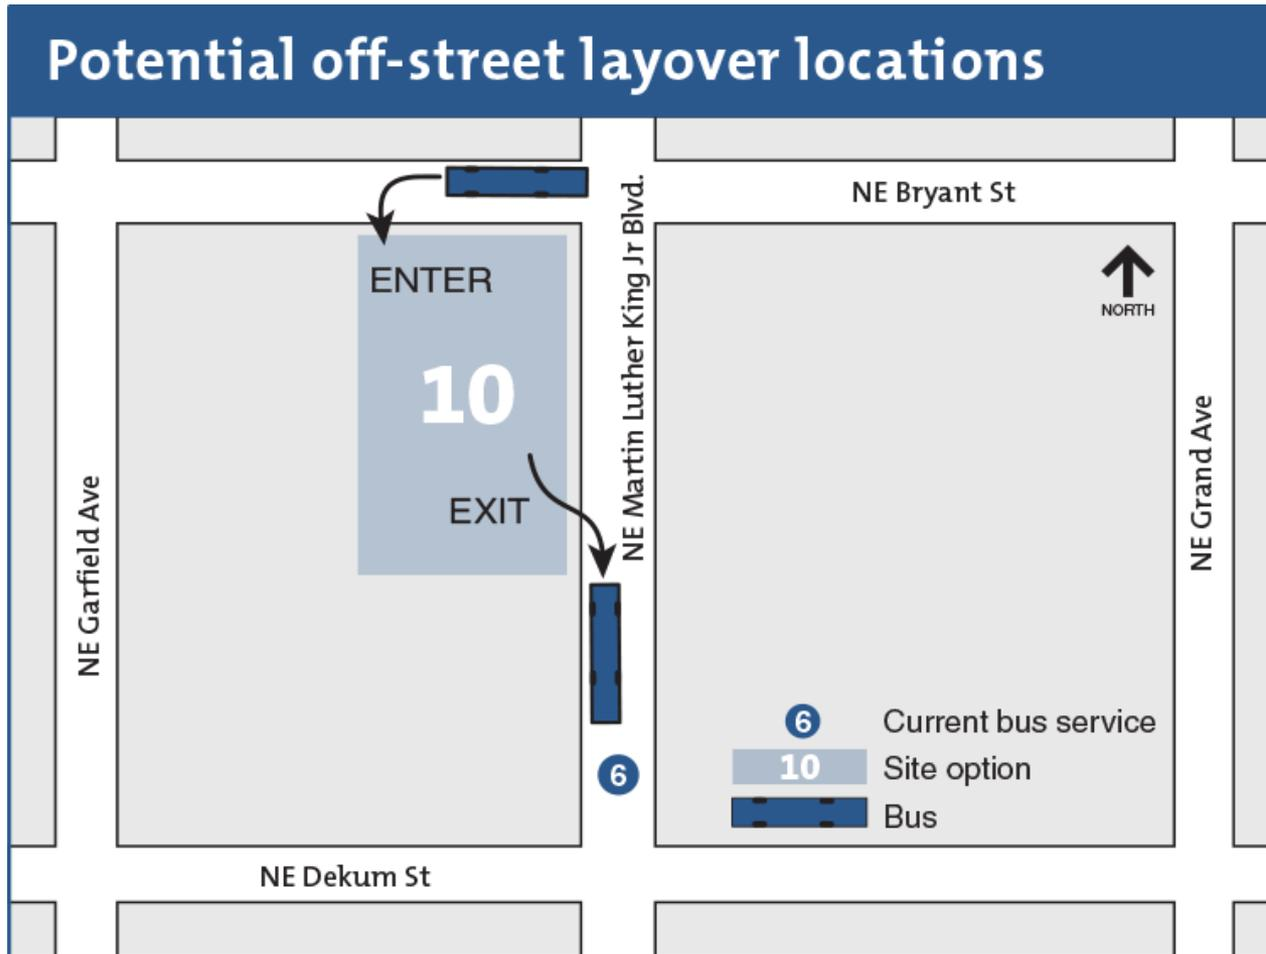 Potential off-street layover locations
NE Bryant St
NE Martin Luther King Jr Blvd.
NORTH
ENTER
10
EXIT
NE Garfield Ave
NE Grand Ave
6
6 Current bus service
10 Site option
Bus
NE Dekum St